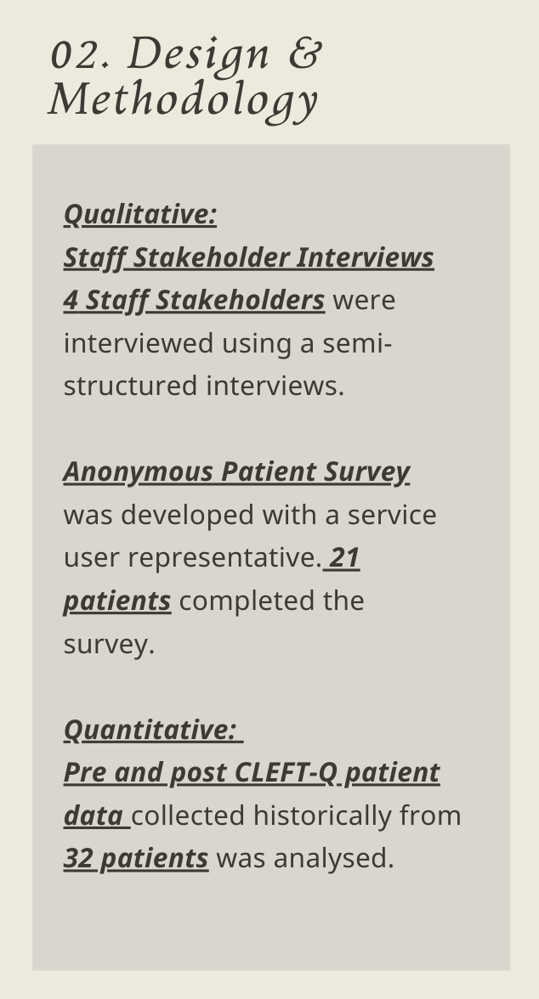 02. Design &
Methodology
Qualitative:
Staff Stakeholder Interviews
4 Staff Stakeholders were
interviewed using a semi-
structured interviews.
Anonymous Patient Survey
was developed with a service
user representative. 21
patients completed the
survey.
Quantitative:
Pre and post CLEFT-Q patient
data collected historically from
32 patients was analysed.